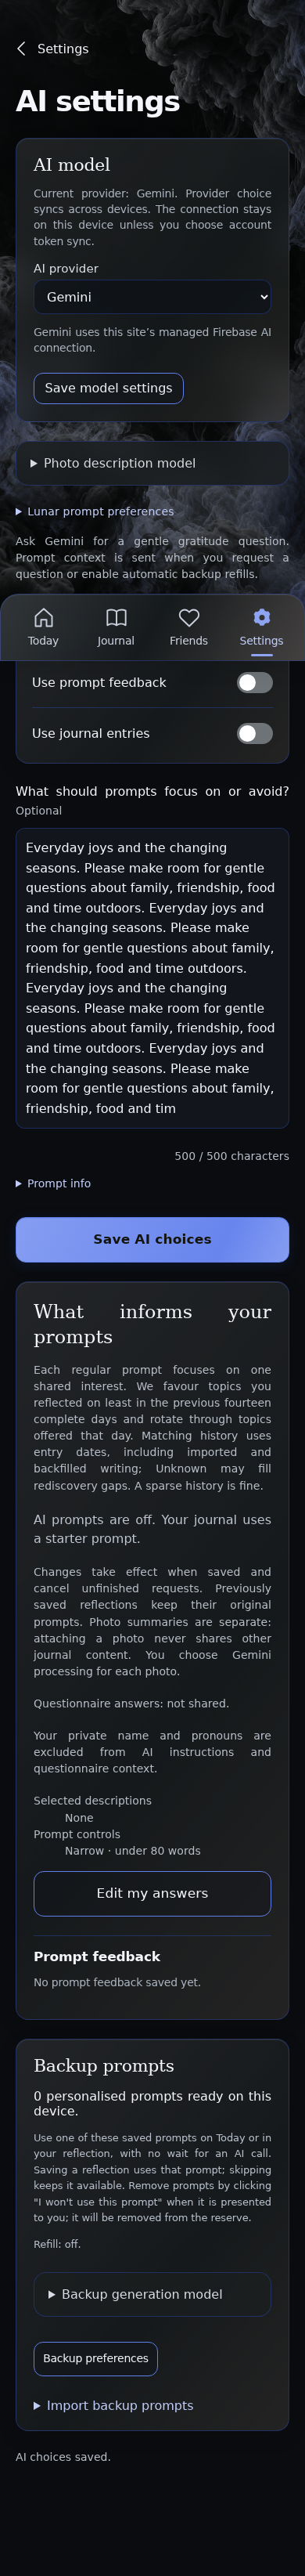 Settings
AI settings
AI model
Current provider: Gemini. Provider choice
syncs across devices. The connection stays
on this device unless you choose account
token sync.
AI provider
Gemini
Gemini uses this site’s managed Firebase AI
connection.
Save model settings
Photo description model
Lunar prompt preferences
Ask Gemini for a gentle gratitude question.
Prompt context is sent when you request a
question or enable automatic backup refills.
Today
Journal
Friends
Settings
Use prompt feedback
Use journal entries
What should prompts focus on or avoid?
Optional
Everyday joys and the changing
seasons. Please make room for gentle
questions about family, friendship, food
and time outdoors. Everyday joys and
the changing seasons. Please make
room for gentle questions about family,
friendship, food and time outdoors.
Everyday joys and the changing
seasons. Please make room for gentle
questions about family, friendship, food
and time outdoors. Everyday joys and
the changing seasons. Please make
room for gentle questions about family,
friendship, food and tim
500 / 500 characters
Prompt info
Save AI choices
What informs your
prompts
Each regular prompt focuses on one
shared interest. We favour topics you
reflected on least in the previous fourteen
complete days and rotate through topics
offered that day. Matching history uses
entry dates, including imported and
backfilled writing; Unknown may fill
rediscovery gaps. A sparse history is fine.
AI prompts are off. Your journal uses
a starter prompt.
Changes take effect when saved and
cancel unfinished requests. Previously
saved reflections keep their original
prompts. Photo summaries are separate:
attaching a photo never shares other
journal content. You choose Gemini
processing for each photo.
Questionnaire answers: not shared.
Your private name and pronouns are
excluded from AI instructions and
questionnaire context.
Selected descriptions
None
Prompt controls
Narrow · under 80 words
Edit my answers
Prompt feedback
No prompt feedback saved yet.
Backup prompts
0 personalised prompts ready on this
device.
Use one of these saved prompts on Today or in
your reflection, with no wait for an AI call.
Saving a reflection uses that prompt; skipping
keeps it available. Remove prompts by clicking
"I won't use this prompt" when it is presented
to you; it will be removed from the reserve.
Refill: off.
Backup generation model
Backup preferences
Import backup prompts
AI choices saved.